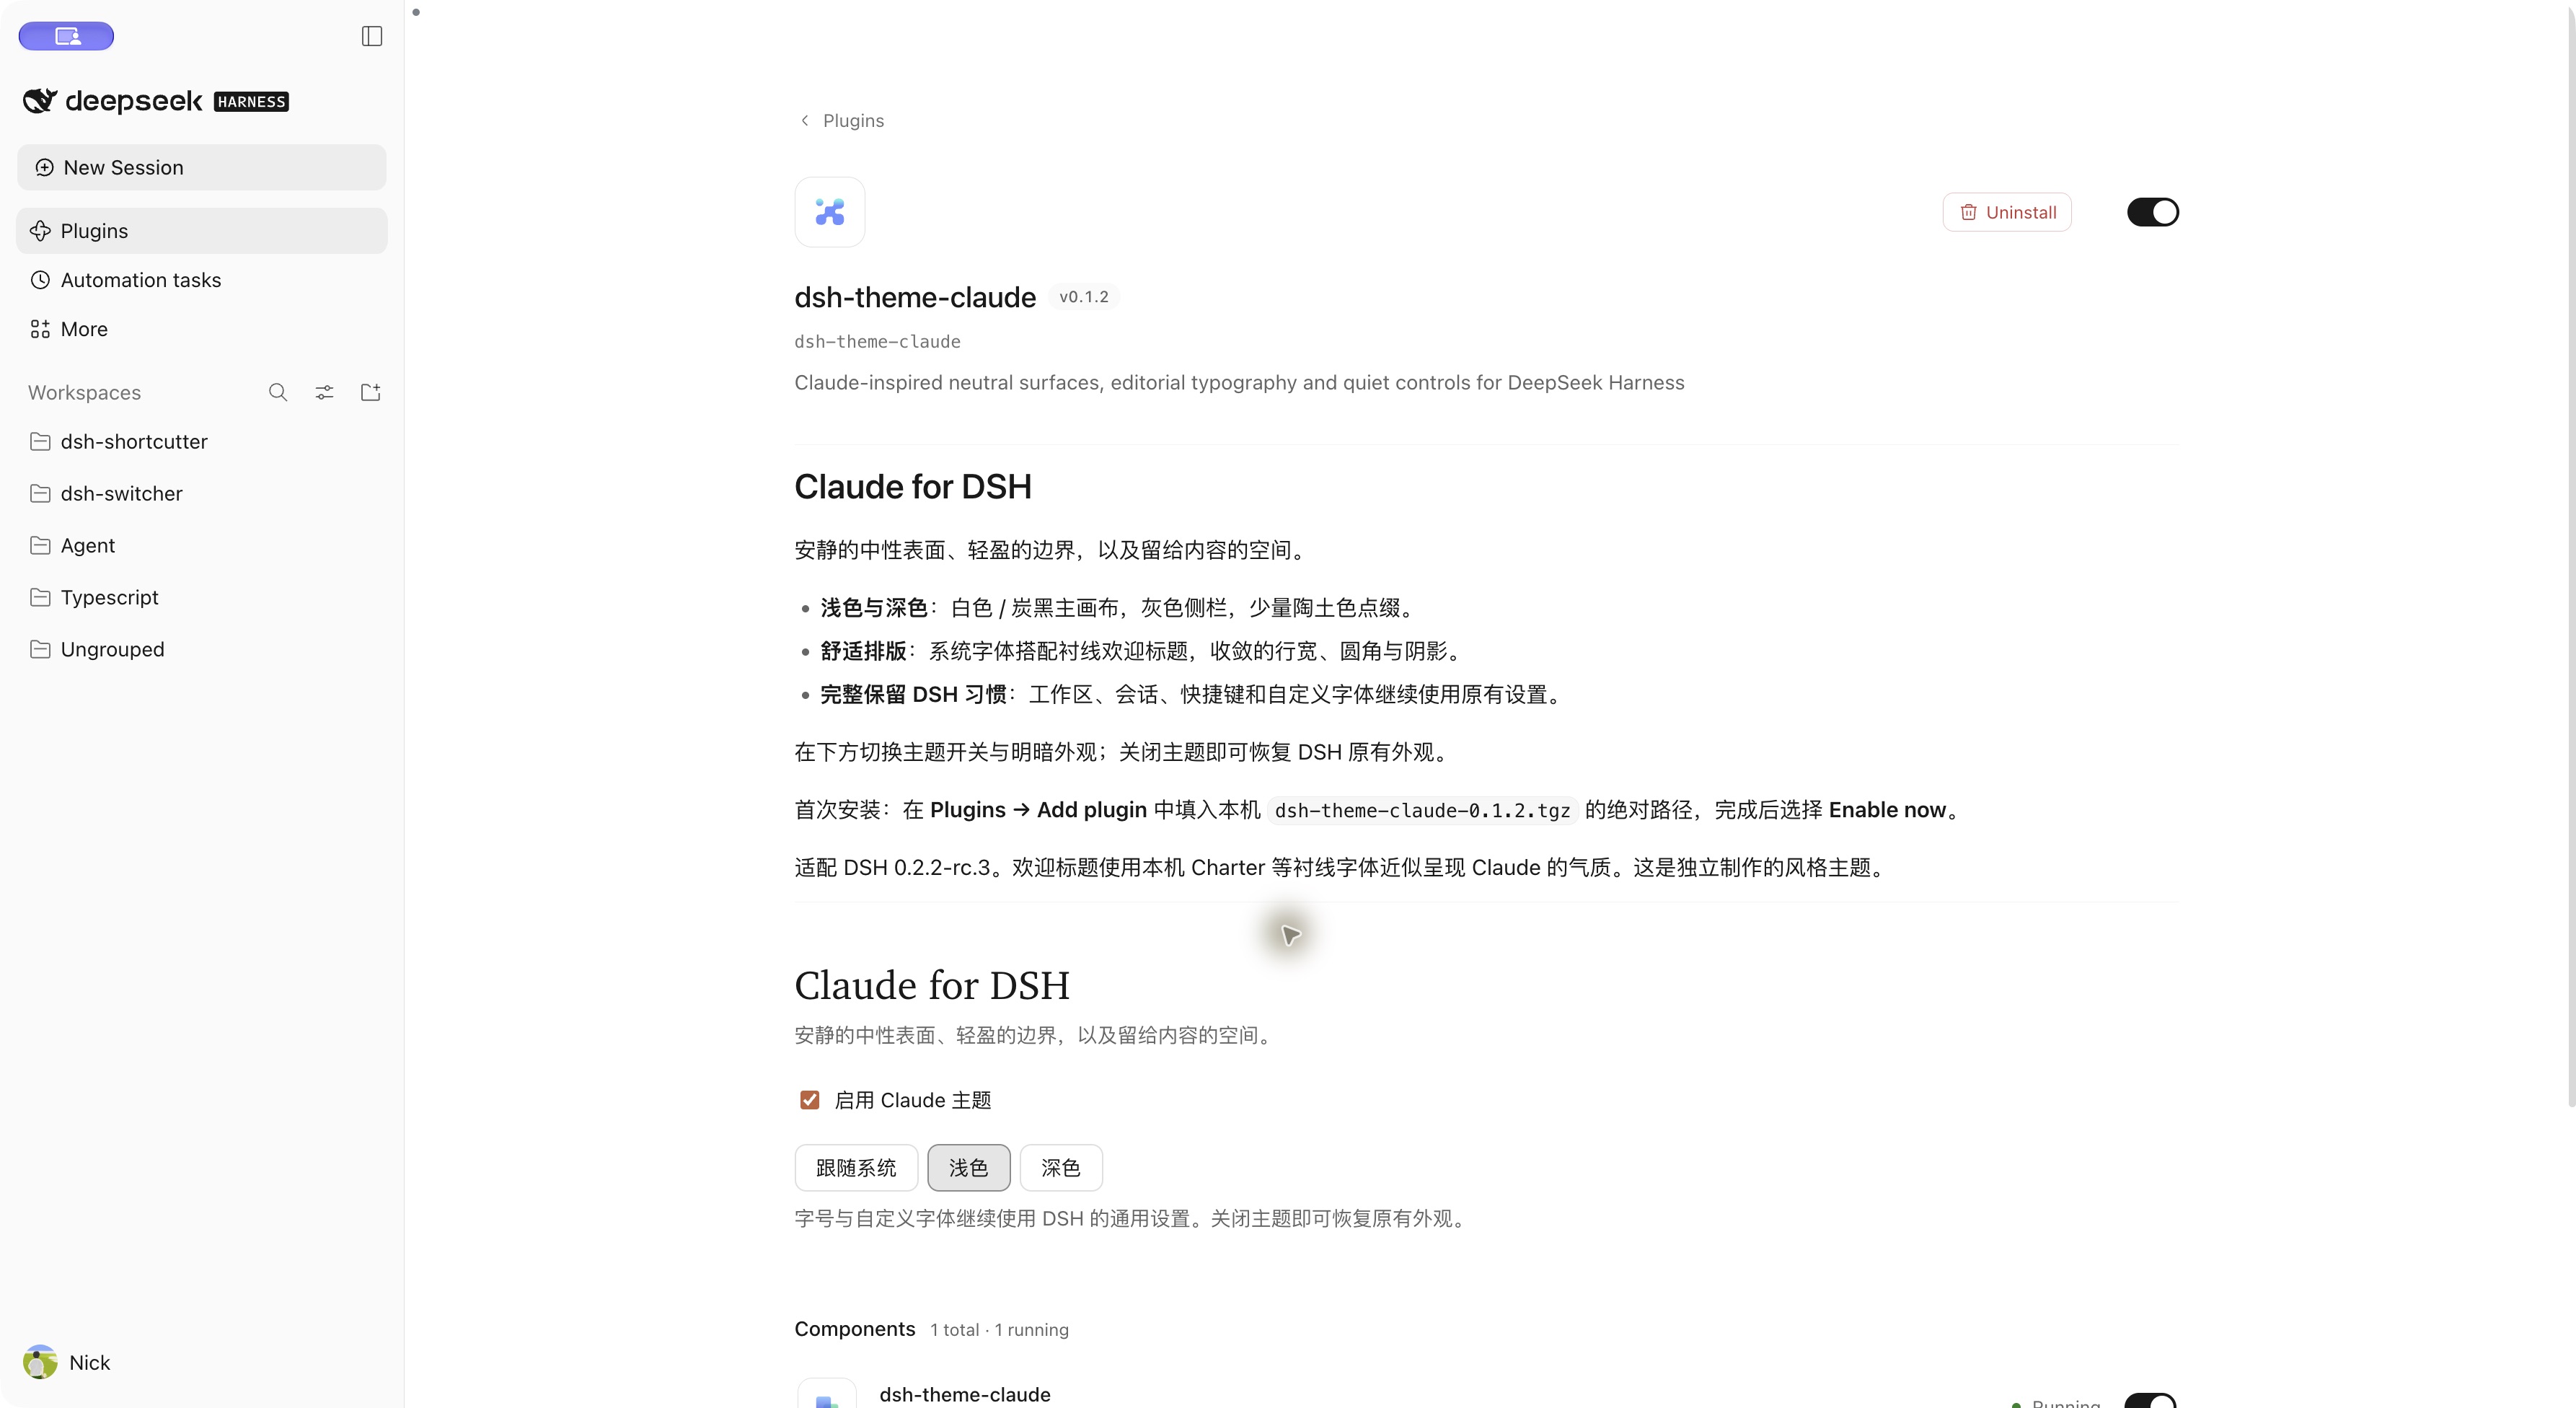 deepseek HARNESS
New Session
Plugins
Automation tasks
More
Workspaces
dsh-shortcutter
dsh-switcher
Agent
Typescript
Ungrouped
Nick
Plugins
Uninstall
dsh-theme-claude v0.1.2
dsh-theme-claude
Claude-inspired neutral surfaces, editorial typography and quiet controls for DeepSeek Harness
Claude for DSH
安静的中性表面、轻盈的边界，以及留给内容的空间。
浅色与深色：白色 / 炭黑主画布，灰色侧栏，少量陶土色点缀。
舒适排版：系统字体搭配衬线欢迎标题，收敛的行宽、圆角与阴影。
完整保留 DSH 习惯：工作区、会话、快捷键和自定义字体继续使用原有设置。
在下方切换主题开关与明暗外观；关闭主题即可恢复 DSH 原有外观。
首次安装：在 Plugins → Add plugin 中填入本机 dsh-theme-claude-0.1.2.tgz 的绝对路径，完成后选择 Enable now。
适配 DSH 0.2.2-rc.3。欢迎标题使用本机 Charter 等衬线字体近似呈现 Claude 的气质。这是独立制作的风格主题。
Claude for DSH
安静的中性表面、轻盈的边界，以及留给内容的空间。
启用 Claude 主题
跟随系统 浅色 深色
字号与自定义字体继续使用 DSH 的通用设置。关闭主题即可恢复原有外观。
Components 1 total · 1 running
dsh-theme-claude
Running